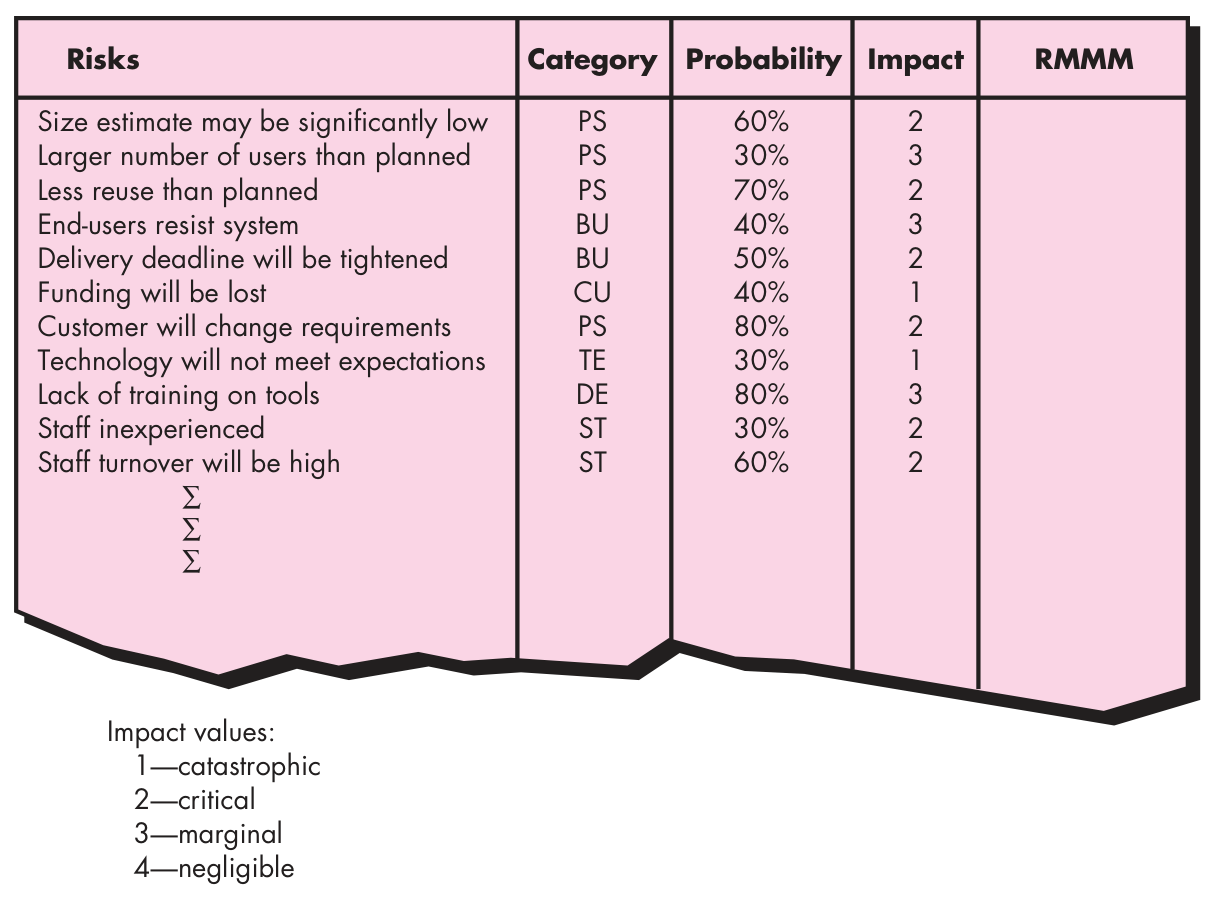 Risks Category Probability Impact RMMM
Size estimate may be significantly low PS 60% 2
Larger number of users than planned PS 30% 3
Less reuse than planned PS 70% 2
End-users resist system BU 40% 3
Delivery deadline will be tightened BU 50% 2
Funding will be lost CU 40% 1
Customer will change requirements PS 80% 2
Technology will not meet expectations TE 30% 1
Lack of training on tools DE 80% 3
Staff inexperienced ST 30% 2
Staff turnover will be high ST 60% 2
Σ
Σ
Σ
Impact values:
1—catastrophic
2—critical
3—marginal
4—negligible